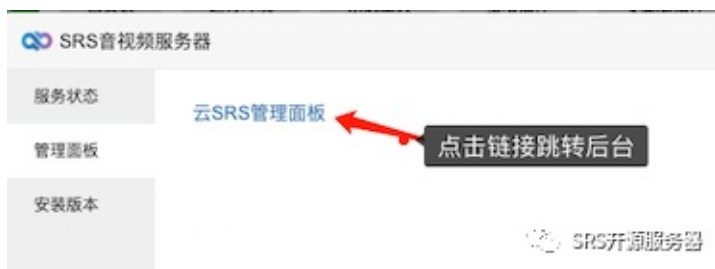 SRS音视频服务器
服务状态
云SRS管理面板
点击链接跳转后台
管理面板
安装版本
SRS开源服务器